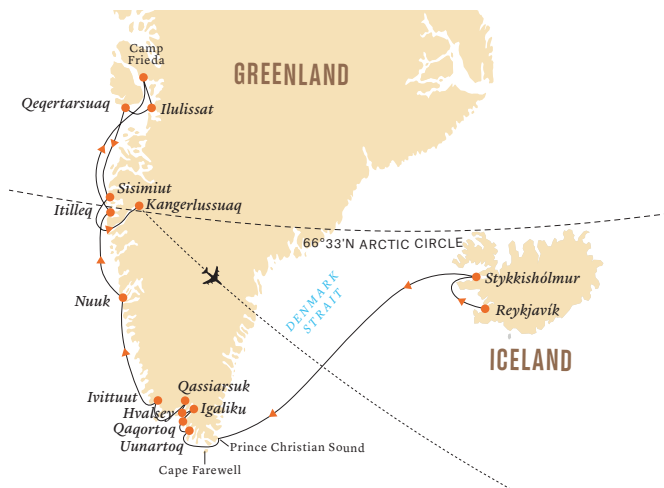 Camp
Frieda
GREENLAND
Qeqertarsuaq
Ilulissat
Sisimiut
Itilleq
Kangerlussuaq
66°33'N ARCTIC CIRCLE
DENMARK
STRAIT
Stykkishólmur
Nuuk
Reykjavík
ICELAND
Qassiarsuk
Ivittuut
Igaliku
Hvalsey
Qaqortoq
Uunartoq
Prince Christian Sound
Cape Farewell